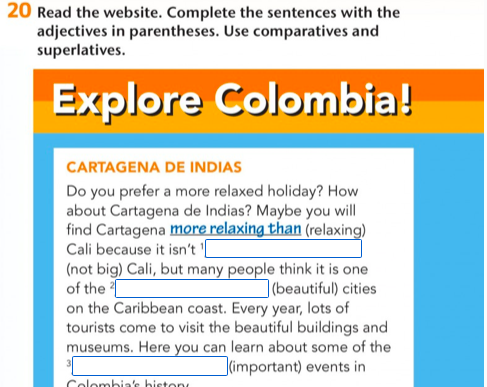 20 Read the website. Complete the sentences with the
adjectives in parentheses. Use comparatives and
superlatives.
Explore Colombia!
CARTAGENA DE INDIAS
Do you prefer a more relaxed holiday? How
about Cartagena de Indias? Maybe you will
find Cartagena more relaxing than (relaxing)
Cali because it isn't 1
(not big) Cali, but many people think it is one
of the 2 (beautiful) cities
on the Caribbean coast. Every year, lots of
tourists come to visit the beautiful buildings and
museums. Here you can learn about some of the
3 (important) events in
Colombia's history